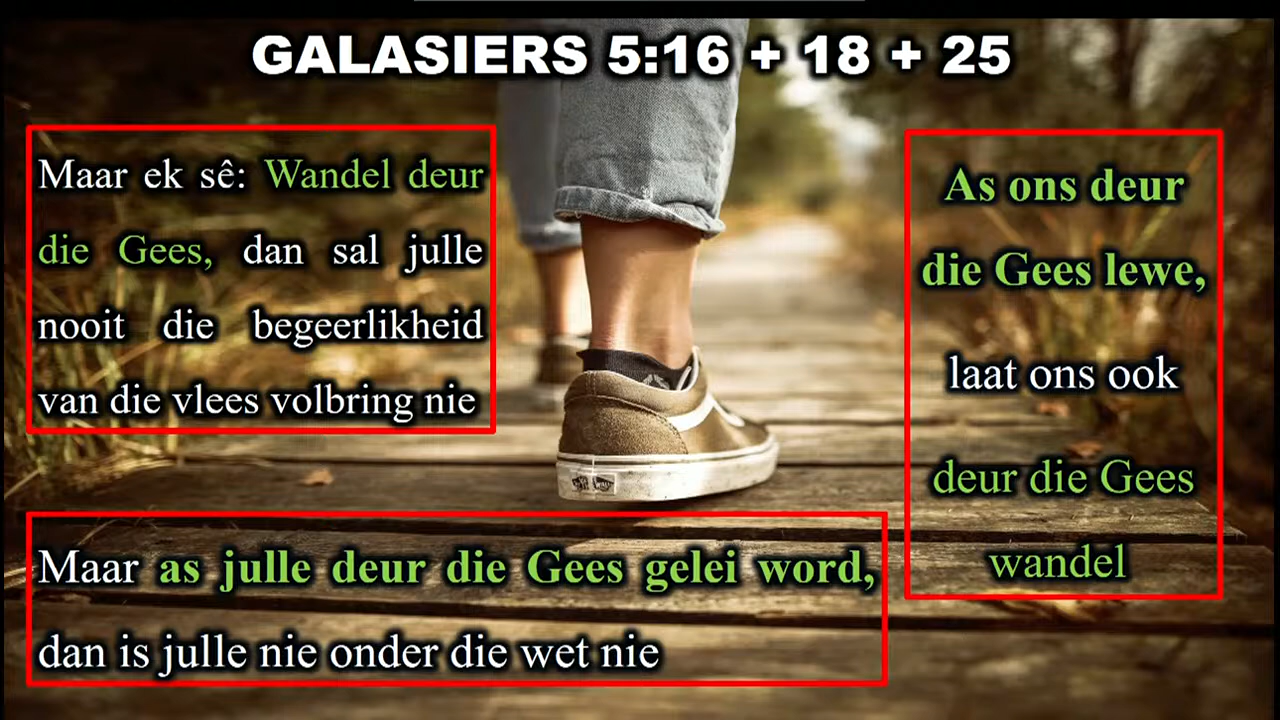 GALASIERS 5:16 + 18 + 25
Maar ek sê: Wandel deur
die Gees, dan sal julle
nooit die begeerlikheid
van die vlees volbring nie
Maar as julle deur die Gees gelei word,
dan is julle nie onder die wet nie
As ons deur
die Gees lewe,
laat ons ook
deur die Gees
wandel